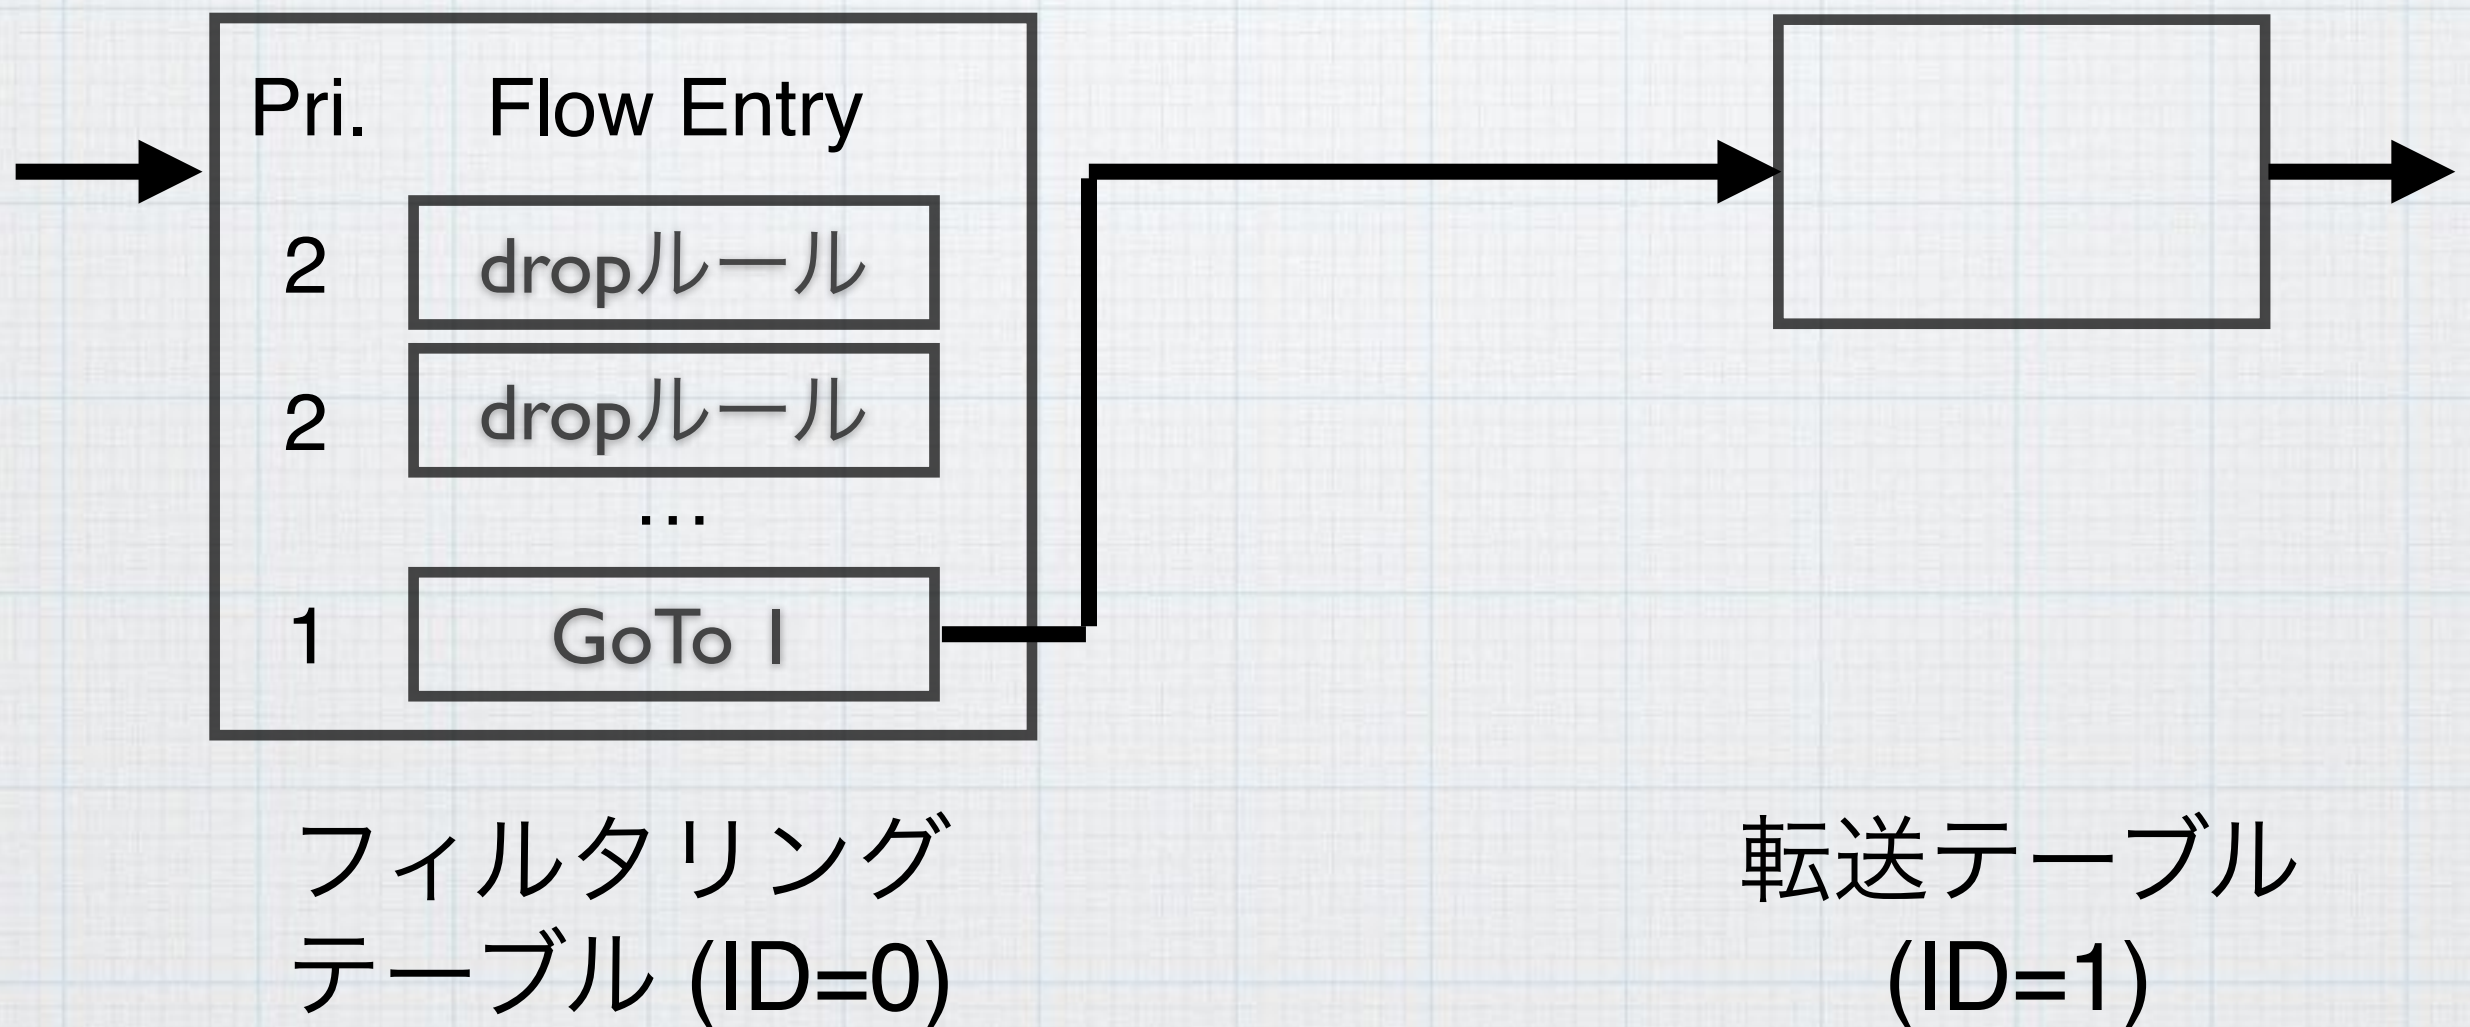 Pri. Flow Entry
2 dropルール
2 dropルール
…
1 GoTo 1
フィルタリング
テーブル (ID=0)
転送テーブル
(ID=1)